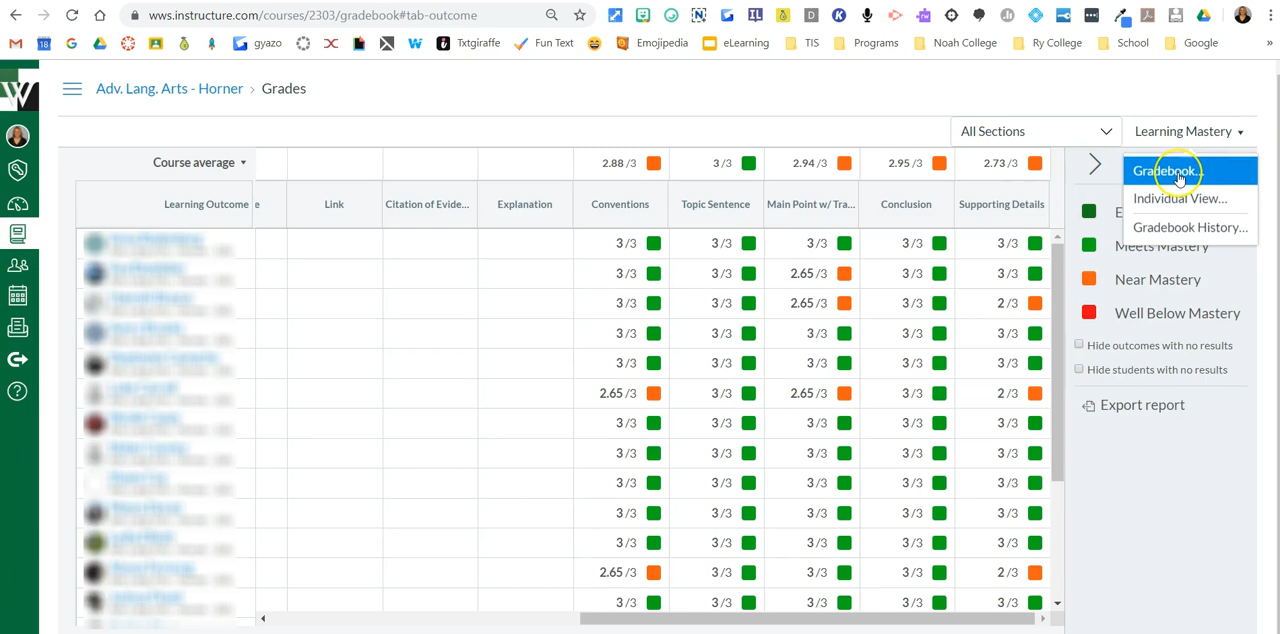 wws.instructure.com/courses/2303/gradebook#tab-outcome
gyazo
Txtgiraffe
Fun Text
Emojipedia
eLearning
TIS
Programs
Noah College
Ry College
School
Google
»
Adv. Lang. Arts - Horner > Grades
All Sections
Learning Mastery
Course average 2.88 /3 3 /3 2.94 /3 2.95 /3 2.73 /3
Gradebook...
Individual View...
Gradebook History...
Learning Outcome e Link Citation of Evide... Explanation Conventions Topic Sentence Main Point w/ Tra... Conclusion Supporting Details
E
Meets Mastery
Near Mastery
Well Below Mastery
Hide outcomes with no results
Hide students with no results
Export report
3 /3 3 /3 3 /3 3 /3 3 /3
3 /3 3 /3 2.65 /3 3 /3 3 /3
3 /3 3 /3 2.65 /3 3 /3 2 /3
3 /3 3 /3 3 /3 3 /3 3 /3
3 /3 3 /3 3 /3 3 /3 3 /3
2.65 /3 3 /3 2.65 /3 3 /3 2 /3
3 /3 3 /3 3 /3 3 /3 3 /3
3 /3 3 /3 3 /3 3 /3 3 /3
3 /3 3 /3 3 /3 3 /3 3 /3
3 /3 3 /3 3 /3 3 /3 3 /3
3 /3 3 /3 3 /3 3 /3 3 /3
2.65 /3 3 /3 3 /3 3 /3 2 /3
3 /3 3 /3 3 /3 3 /3 3 /3